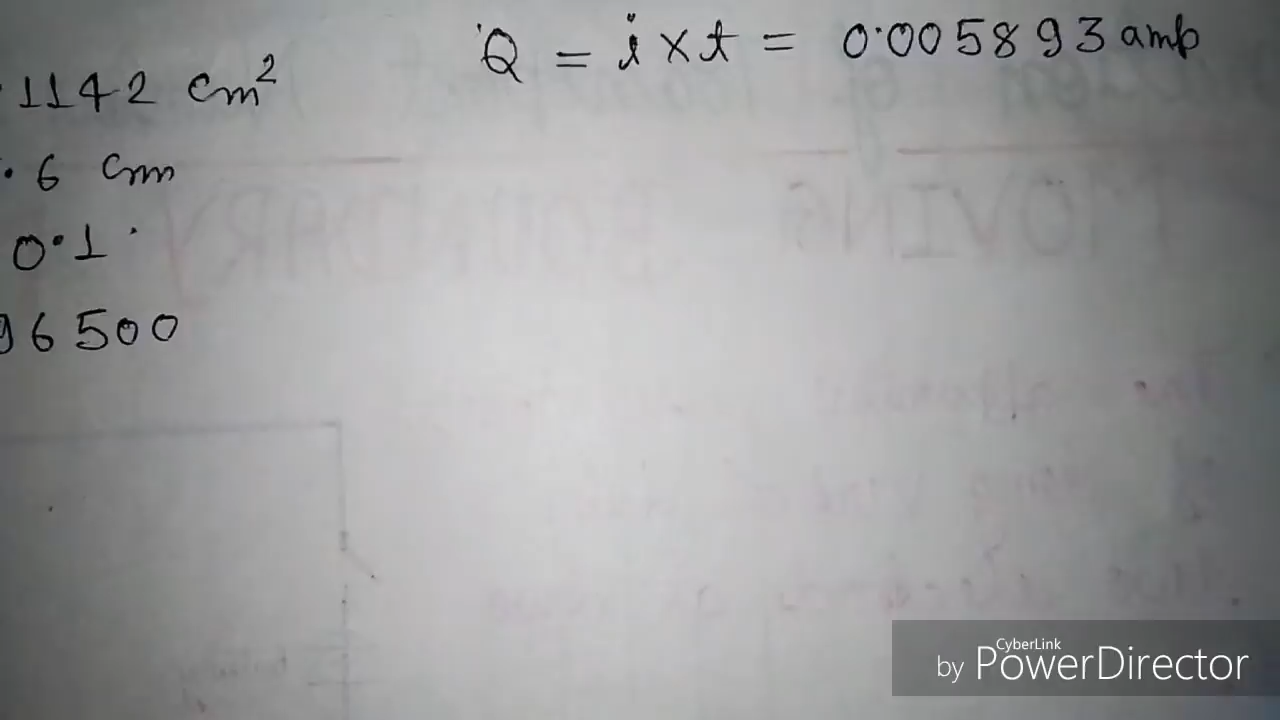 Q = i × t = 0.005893 amp
.1142 cm²
.6 cm
0.1
96500
CyberLink
by PowerDirector